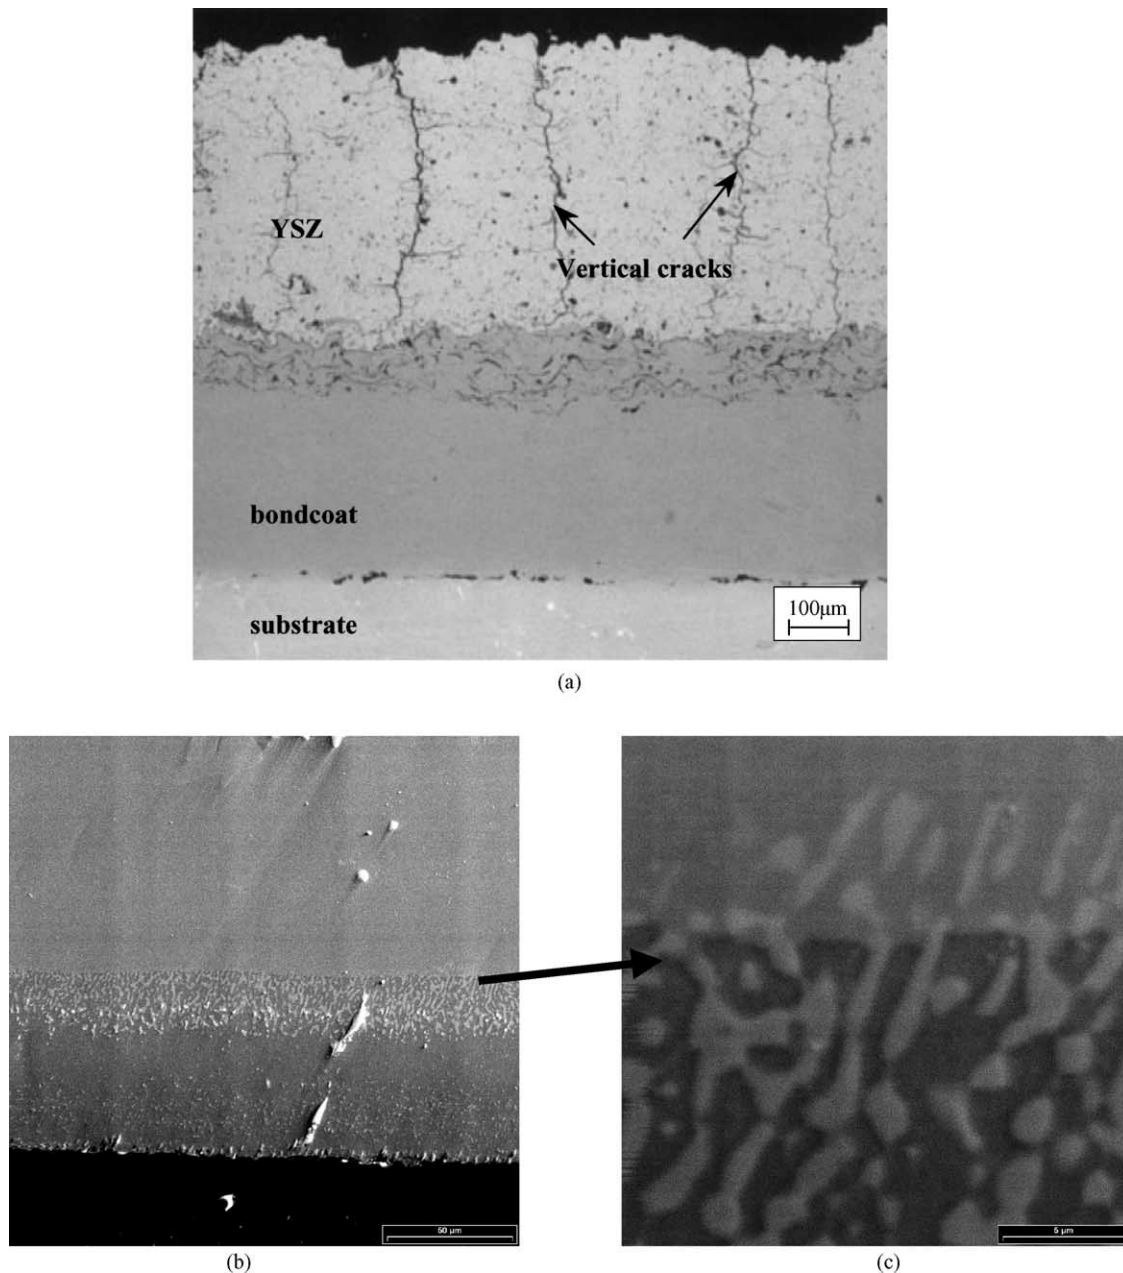 YSZ
Vertical cracks
bondcoat
substrate
100μm
(a)
50 μm
5 μm
(b)
(c)